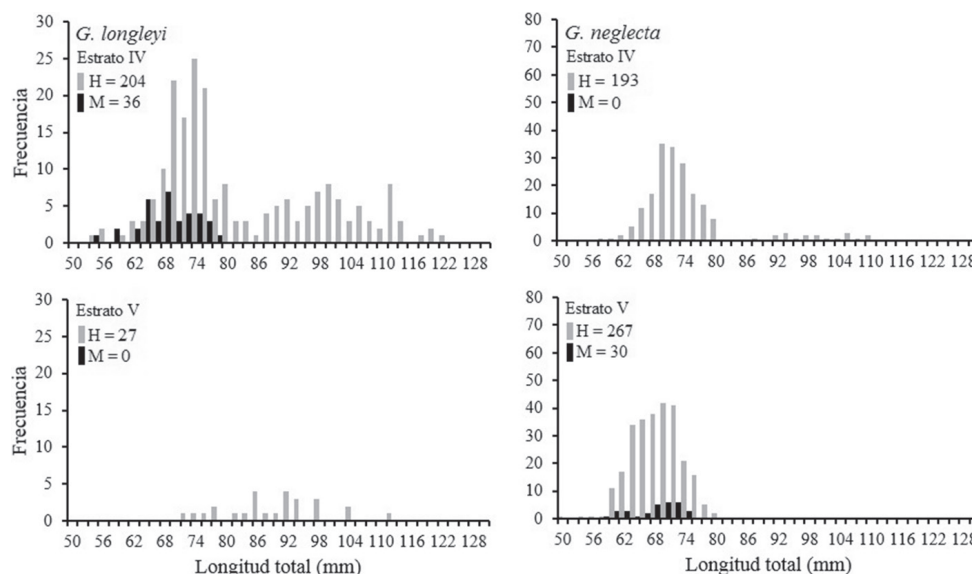 G. longleyi
Estrato IV
H = 204
M = 36
Frecuencia
30
25
20
15
10
5
0
50 56 62 68 74 80 86 92 98 104 110 116 122 128
G. neglecta
Estrato IV
H = 193
M = 0
80
70
60
50
40
30
20
10
0
50 56 62 68 74 80 86 92 98 104 110 116 122 128
Estrato V
H = 27
M = 0
Frecuencia
30
25
20
15
10
5
0
50 56 62 68 74 80 86 92 98 104 110 116 122 128
Longitud total (mm)
Estrato V
H = 267
M = 30
80
70
60
50
40
30
20
10
0
50 56 62 68 74 80 86 92 98 104 110 116 122 128
Longitud total (mm)